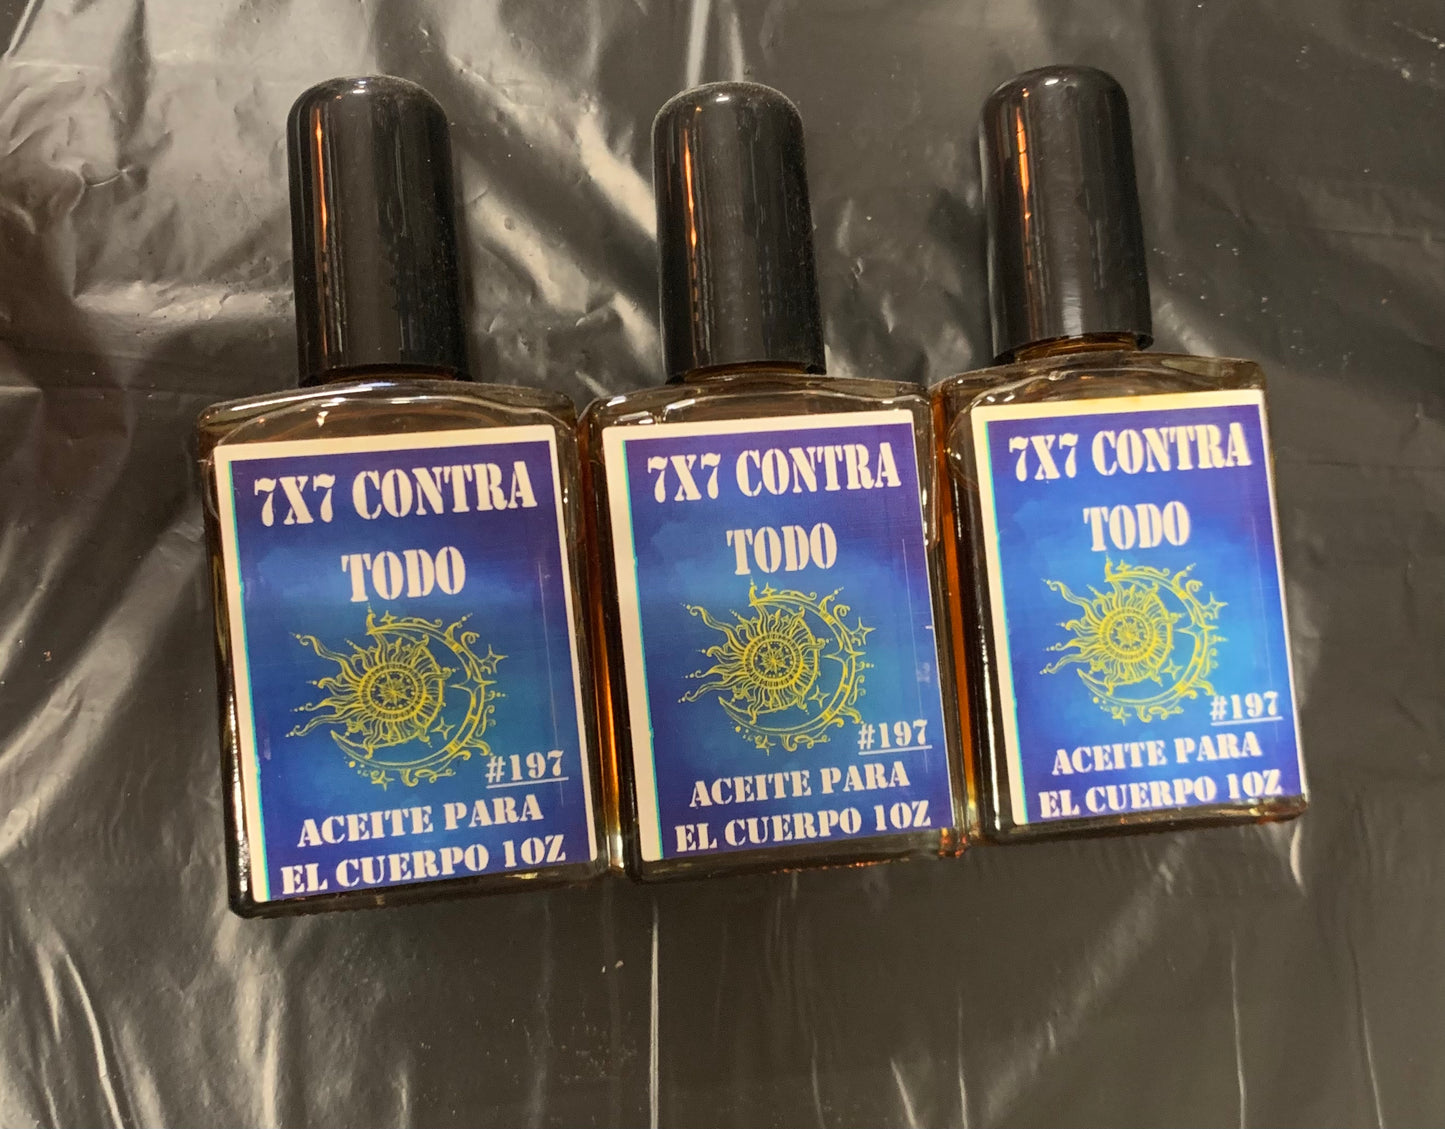 7X7 CONTRA
TODO
#197
ACEITE PARA
EL CUERPO 1OZ
7X7 CONTRA
TODO
#197
ACEITE PARA
EL CUERPO 1OZ
7X7 CONTRA
TODO
#197
ACEITE PARA
EL CUERPO 1OZ